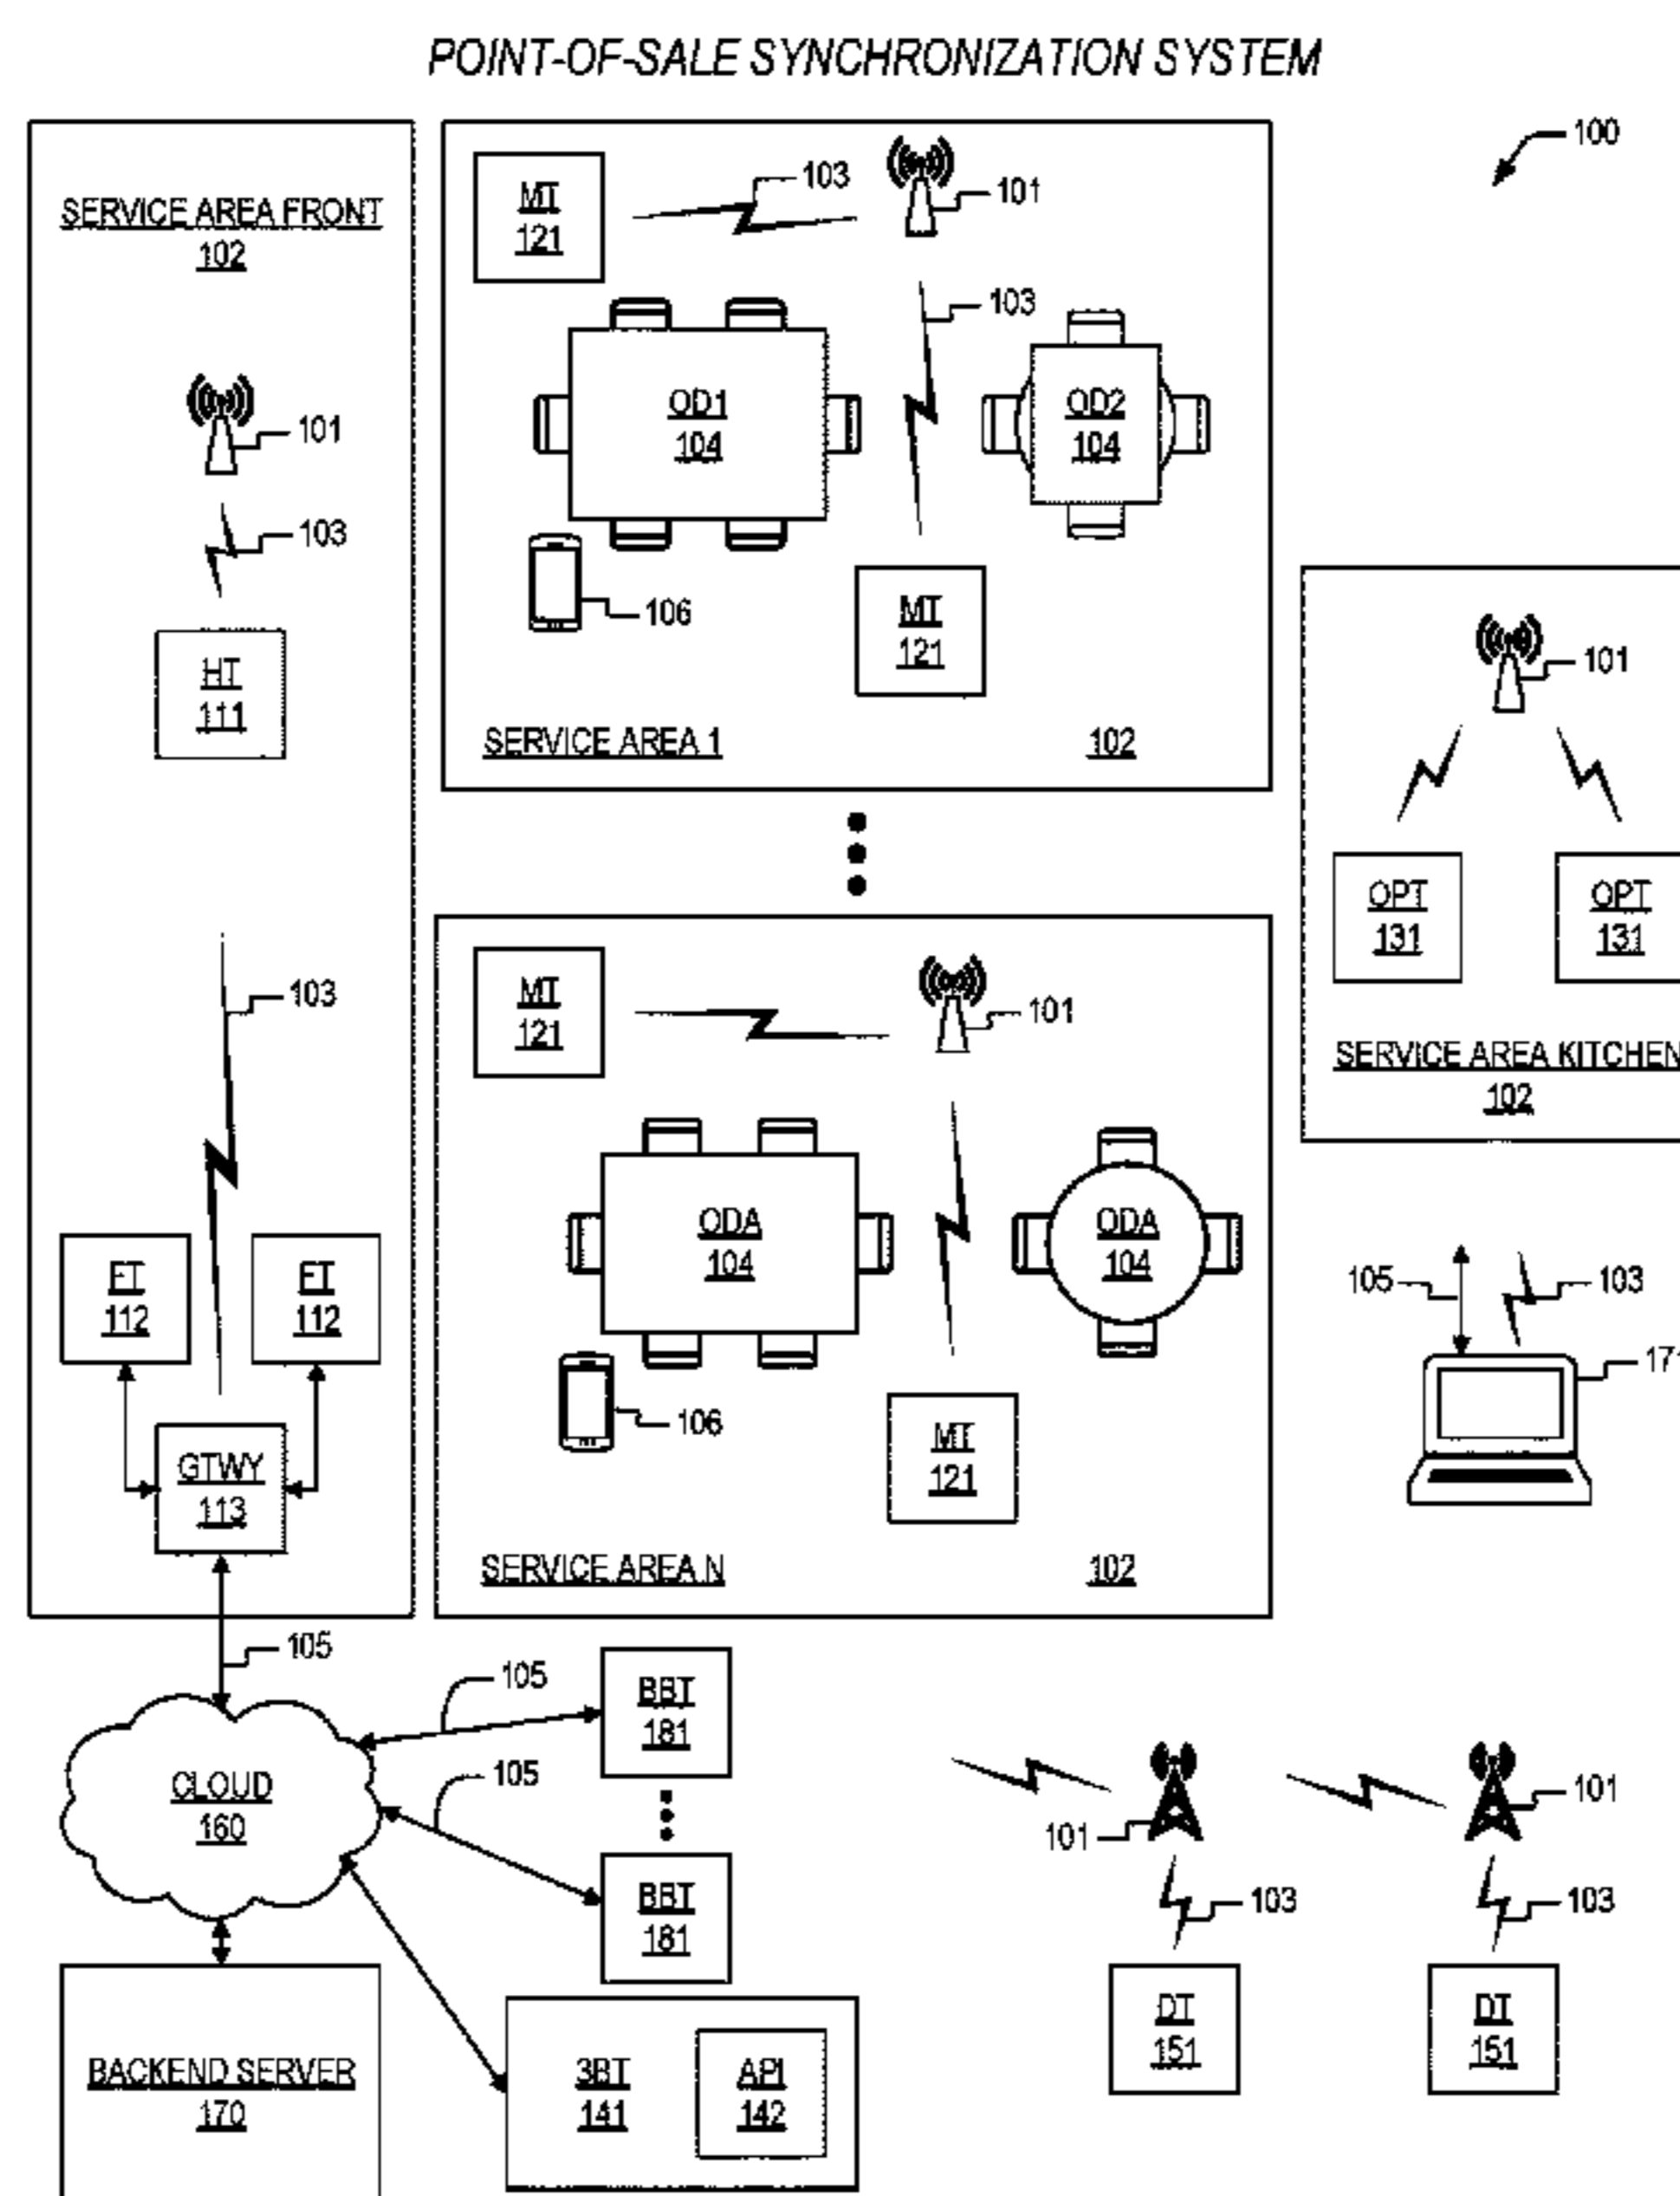 POINT-OF-SALE SYNCHRONIZATION SYSTEM
100
SERVICE AREA FRONT
102
101
103
HT
111
103
ET
112
ET
112
GTWY
113
105
MT
121
103
101
103
OD1
104
OD2
104
106
MT
121
SERVICE AREA 1
102
MT
121
101
ODA
104
ODA
104
106
MT
121
SERVICE AREA N
102
101
OPT
131
OPT
131
SERVICE AREA KITCHEN
102
105
103
171
CLOUD
160
105
105
BBT
181
BBT
181
BACKEND SERVER
170
3BT
141
API
142
101
103
DT
151
101
103
DT
151